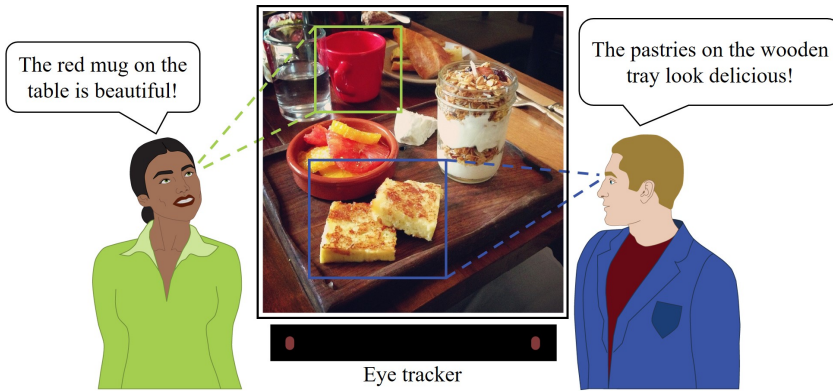 The red mug on the
table is beautiful!
The pastries on the wooden
tray look delicious!
Eye tracker